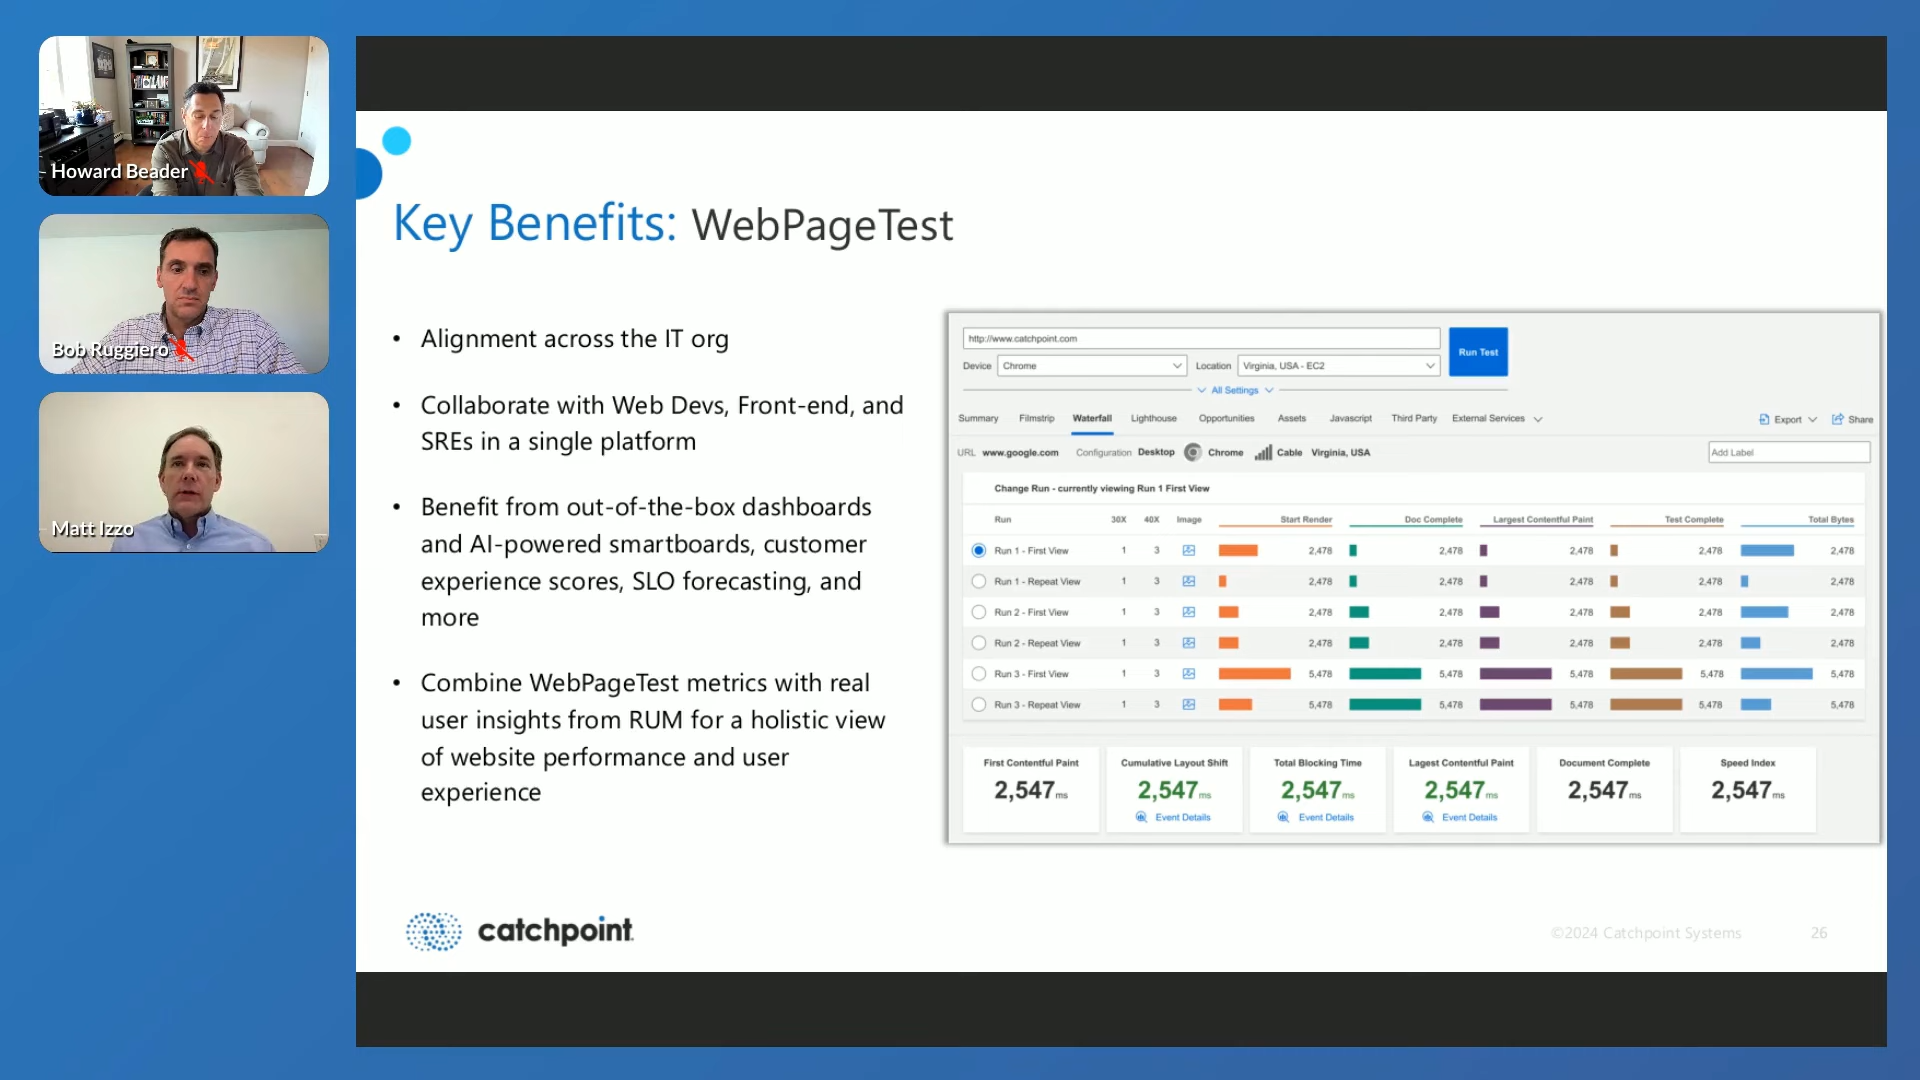 Howard Beader
Bob Ruggiero
Matt Izzo
Key Benefits: WebPageTest
• Alignment across the IT org
• Collaborate with Web Devs, Front-end, and
SREs in a single platform
• Benefit from out-of-the-box dashboards
and AI-powered smartboards, customer
experience scores, SLO forecasting, and
more
• Combine WebPageTest metrics with real
user insights from RUM for a holistic view
of website performance and user
experience
http://www.catchpoint.com
Run Test
Device Chrome Location Virginia, USA - EC2
All Settings
Summary Filmstrip Waterfall Lighthouse Opportunities Assets Javascript Third Party External Services Export Share
URL www.google.com Configuration Desktop Chrome Cable Virginia, USA Add Label
Change Run - currently viewing Run 1 First View
Run 30X 40X Image Start Render Doc Complete Largest Contentful Paint Test Complete Total Bytes
Run 1 - First View 1 3 2,478 2,478 2,478 2,478 2,478
Run 1 - Repeat View 1 3 2,478 2,478 2,478 2,478 2,478
Run 2 - First View 1 3 2,478 2,478 2,478 2,478 2,478
Run 2 - Repeat View 1 3 2,478 2,478 2,478 2,478 2,478
Run 3 - First View 1 3 5,478 5,478 5,478 5,478 5,478
Run 3 - Repeat View 1 3 5,478 5,478 5,478 5,478 5,478
First Contentful Paint Cumulative Layout Shift Total Blocking Time Lagest Contentful Paint Document Complete Speed Index
2,547 ms 2,547 ms 2,547 ms 2,547 ms 2,547 ms 2,547 ms
Event Details Event Details Event Details
catchpoint.
©2024 Catchpoint Systems 26